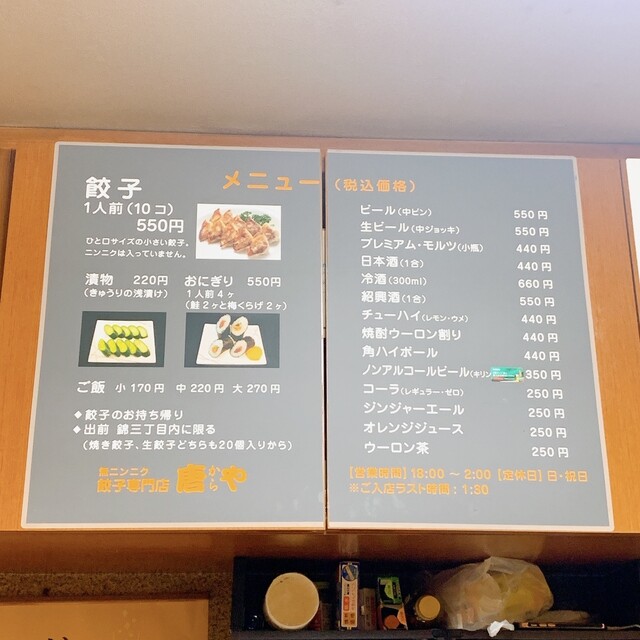 メニュー（税込価格）
餃子
1人前（10コ）
550円
ひと口サイズの小さい餃子。
ニンニクは入っていません。
漬物 220円
（きゅうりの浅漬け）
おにぎり 550円
1人前4ヶ
（鮭2ヶと梅くらげ2ヶ）
ご飯 小170円 中220円 大270円
◆餃子のお持ち帰り
◆出前 錦三丁目内に限る
（焼き餃子、生餃子どちらも20個入りから）
無ニンニク
餃子専門店 唐や
から
ビール（中ビン） 550円
生ビール（中ジョッキ） 550円
プレミアム・モルツ（小瓶） 440円
日本酒（1合） 440円
冷酒（300ml） 660円
紹興酒（1合） 550円
チューハイ（レモン・ウメ） 440円
焼酎ウーロン割り 440円
角ハイボール 440円
ノンアルコールビール（キリン 350円
コーラ（レギュラー・ゼロ） 250円
ジンジャーエール 250円
オレンジジュース 250円
ウーロン茶 250円
【営業時間】18:00 ～ 2:00 【定休日】日・祝日
※ご入店ラスト時間：1:30